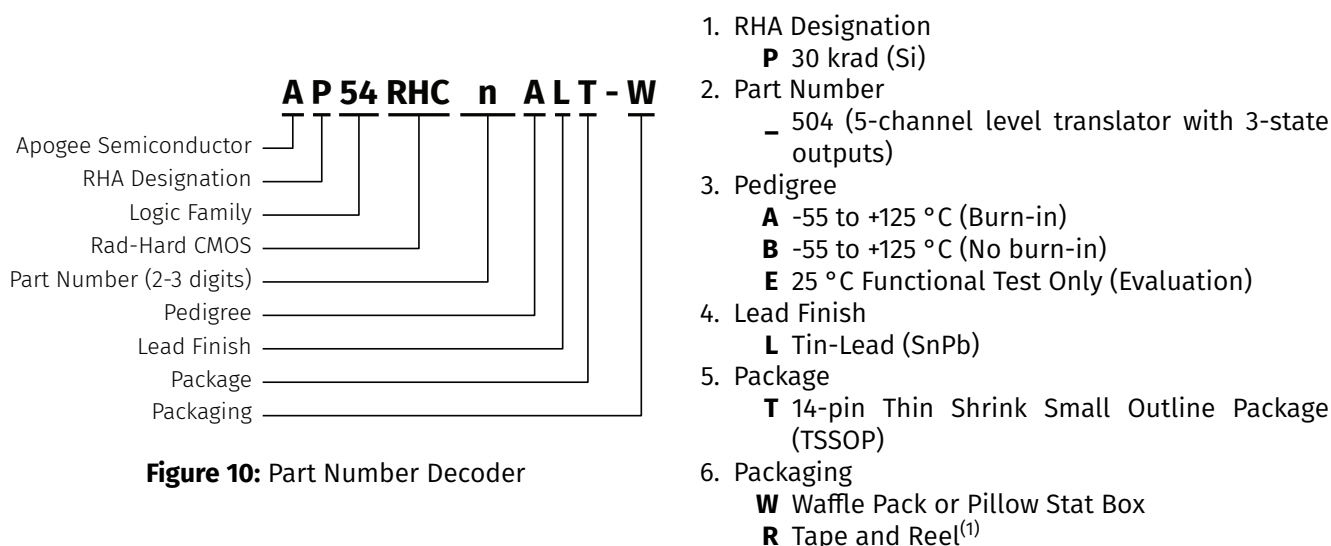 A P 54 RHC n A L T - W
Apogee Semiconductor
RHA Designation
Logic Family
Rad-Hard CMOS
Part Number (2-3 digits)
Pedigree
Lead Finish
Package
Packaging
Figure 10: Part Number Decoder
1. RHA Designation
P 30 krad (Si)
2. Part Number
_ 504 (5-channel level translator with 3-state
outputs)
3. Pedigree
A -55 to +125 °C (Burn-in)
B -55 to +125 °C (No burn-in)
E 25 °C Functional Test Only (Evaluation)
4. Lead Finish
L Tin-Lead (SnPb)
5. Package
T 14-pin Thin Shrink Small Outline Package
(TSSOP)
6. Packaging
W Waffle Pack or Pillow Stat Box
R Tape and Reel(1)